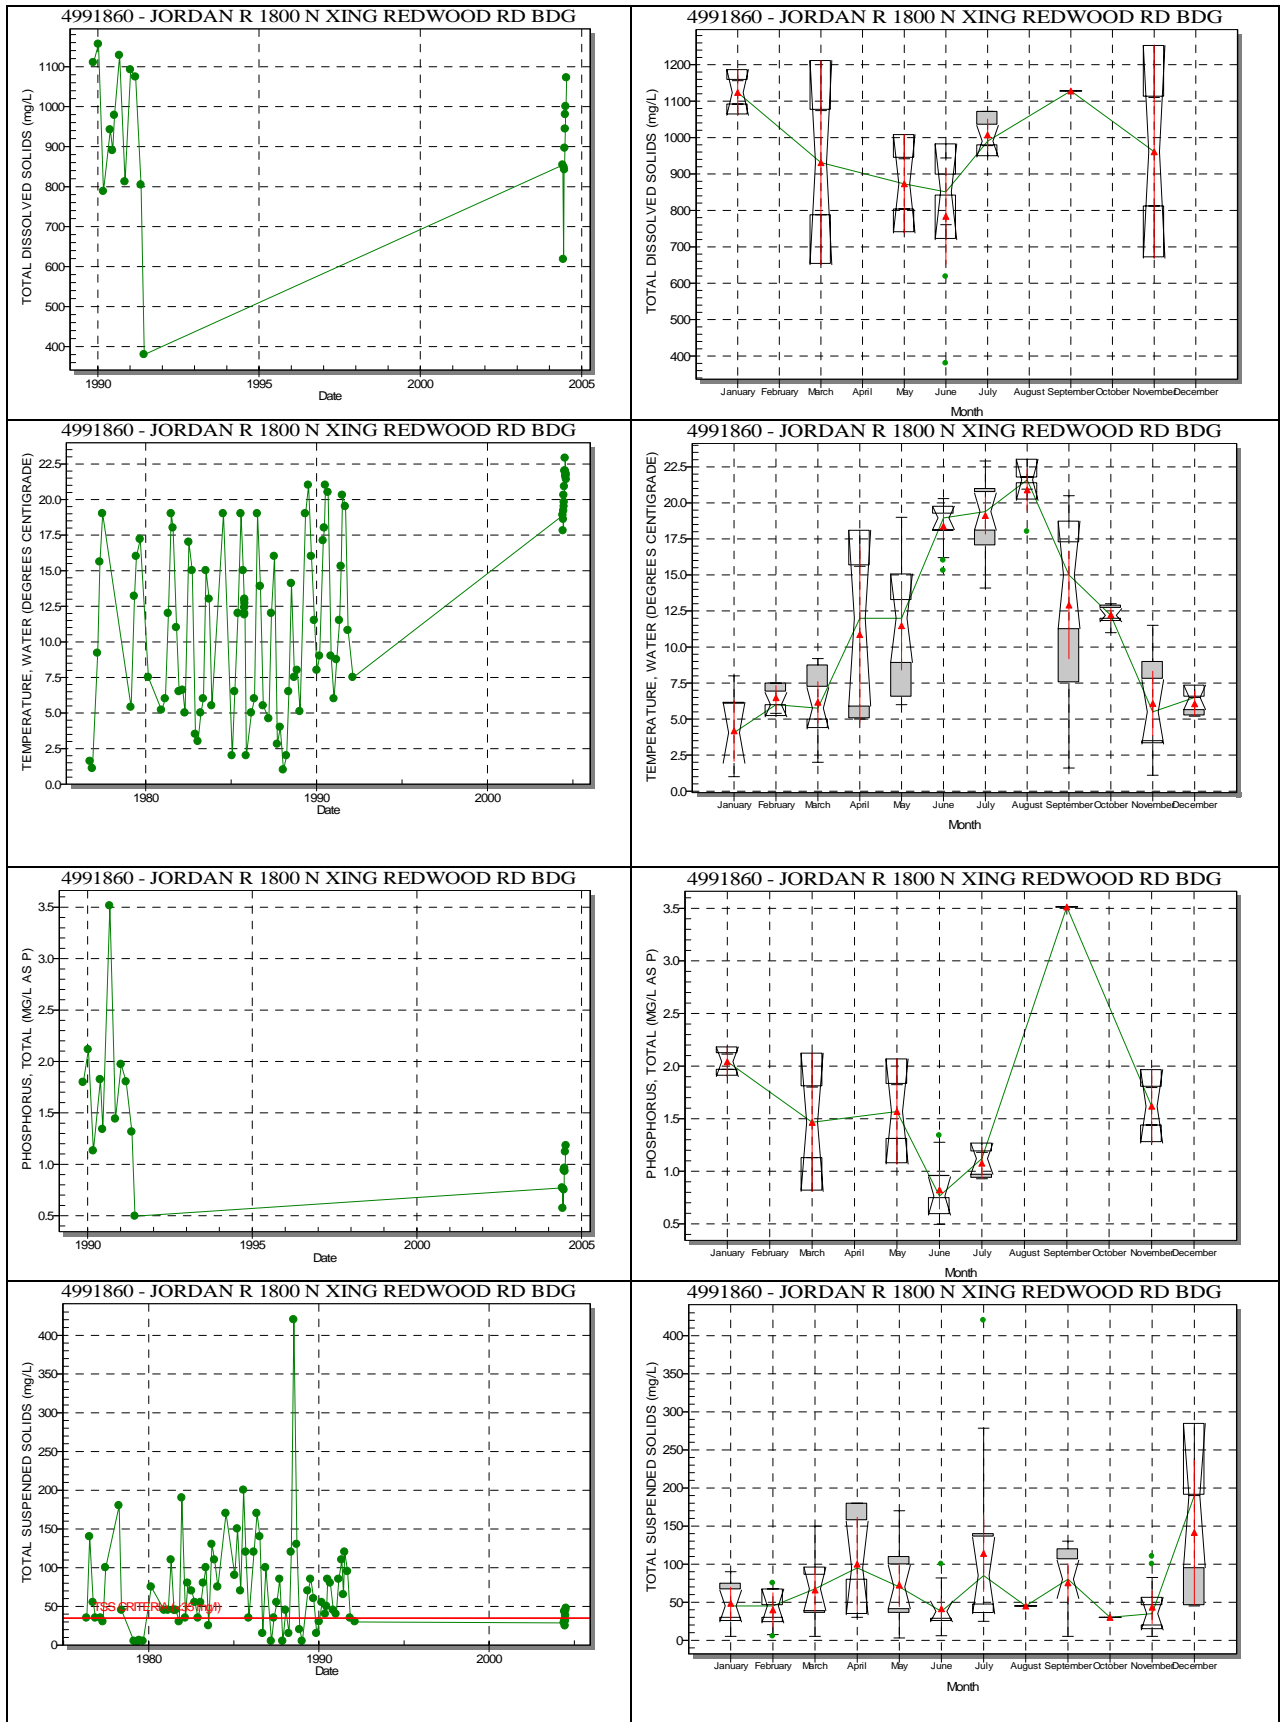 4991860 - JORDAN R 1800 N XING REDWOOD RD BDG
TOTAL DISSOLVED SOLIDS (mg/L)
1100
1000
900
800
700
600
500
400
1990 1995 2000 2005
Date
4991860 - JORDAN R 1800 N XING REDWOOD RD BDG
TOTAL DISSOLVED SOLIDS (mg/L)
1200
1100
1000
900
800
700
600
500
400
January February March April May June July August September October November December
Month
4991860 - JORDAN R 1800 N XING REDWOOD RD BDG
TEMPERATURE, WATER (DEGREES CENTIGRADE)
22.5
20.0
17.5
15.0
12.5
10.0
7.5
5.0
2.5
0.0
1980 1990 2000
Date
4991860 - JORDAN R 1800 N XING REDWOOD RD BDG
TEMPERATURE, WATER (DEGREES CENTIGRADE)
22.5
20.0
17.5
15.0
12.5
10.0
7.5
5.0
2.5
0.0
January February March April May June July August September October November December
Month
4991860 - JORDAN R 1800 N XING REDWOOD RD BDG
PHOSPHORUS, TOTAL (MG/L AS P)
3.5
3.0
2.5
2.0
1.5
1.0
0.5
1990 1995 2000 2005
Date
4991860 - JORDAN R 1800 N XING REDWOOD RD BDG
PHOSPHORUS, TOTAL (MG/L AS P)
3.5
3.0
2.5
2.0
1.5
1.0
0.5
January February March April May June July August September October November December
Month
4991860 - JORDAN R 1800 N XING REDWOOD RD BDG
TOTAL SUSPENDED SOLIDS (mg/L)
400
350
300
250
200
150
100
50
0
TSS CRITERIA
1980 1990 2000
Date
4991860 - JORDAN R 1800 N XING REDWOOD RD BDG
TOTAL SUSPENDED SOLIDS (mg/L)
400
350
300
250
200
150
100
50
0
January February March April May June July August September October November December
Month